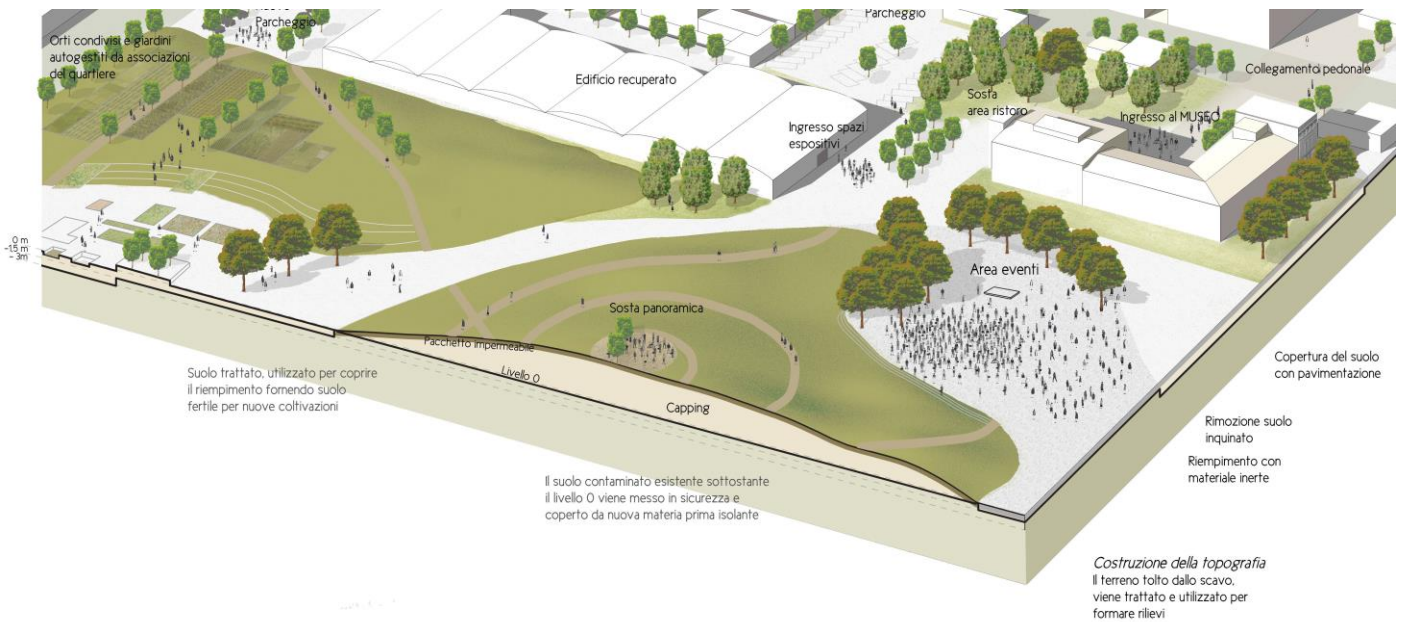 Parcheggio
Parcheggio
Orti condivisi e giardini
autogestiti da associazioni
del quartiere
Edificio recuperato
Collegamento pedonale
Sosta
area ristoro
Ingresso al MUSEO
Ingresso spazi
espositivi
0 m
-1.5 m
- 3m
Area eventi
Sosta panoramica
Pacchetto impermeabile
Livello 0
Capping
Suolo trattato, utilizzato per coprire
il riempimento fornendo suolo
fertile per nuove coltivazioni
Copertura del suolo
con pavimentazione
Rimozione suolo
inquinato
Riempimento con
materiale inerte
Il suolo contaminato esistente sottostante
il livello 0 viene messo in sicurezza e
coperto da nuova materia prima isolante
Costruzione della topografia
Il terreno tolto dallo scavo,
viene trattato e utilizzato per
formare rilievi